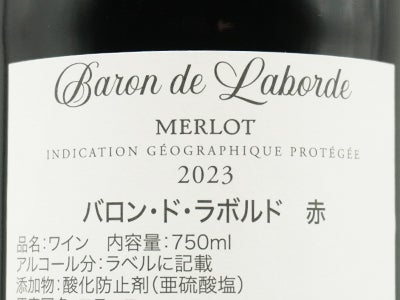 Baron de Laborde
MERLOT
INDICATION GÉOGRAPHIQUE PROTÉGÉE
2023
バロン・ド・ラボルド　赤
品名:ワイン　内容量:750ml
アルコール分:ラベルに記載
添加物:酸化防止剤(亜硫酸塩)